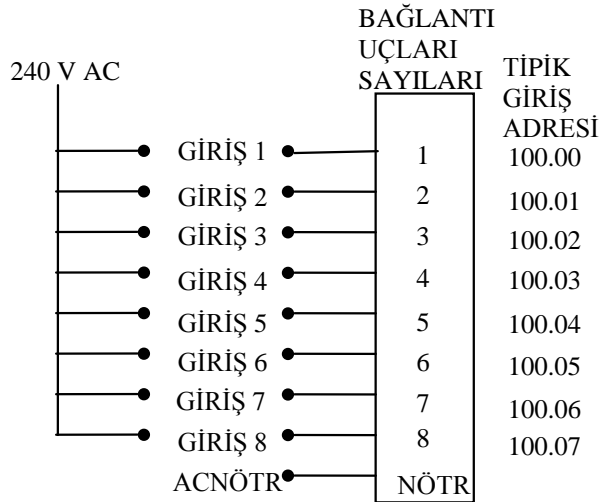 BAĞLANTI
UÇLARI
SAYILARI
TİPİK
GİRİŞ
ADRESİ
240 V AC
GİRİŞ 1 1 100.00
GİRİŞ 2 2 100.01
GİRİŞ 3 3 100.02
GİRİŞ 4 4 100.03
GİRİŞ 5 5 100.04
GİRİŞ 6 6 100.05
GİRİŞ 7 7 100.06
GİRİŞ 8 8 100.07
ACNÖTR NÖTR